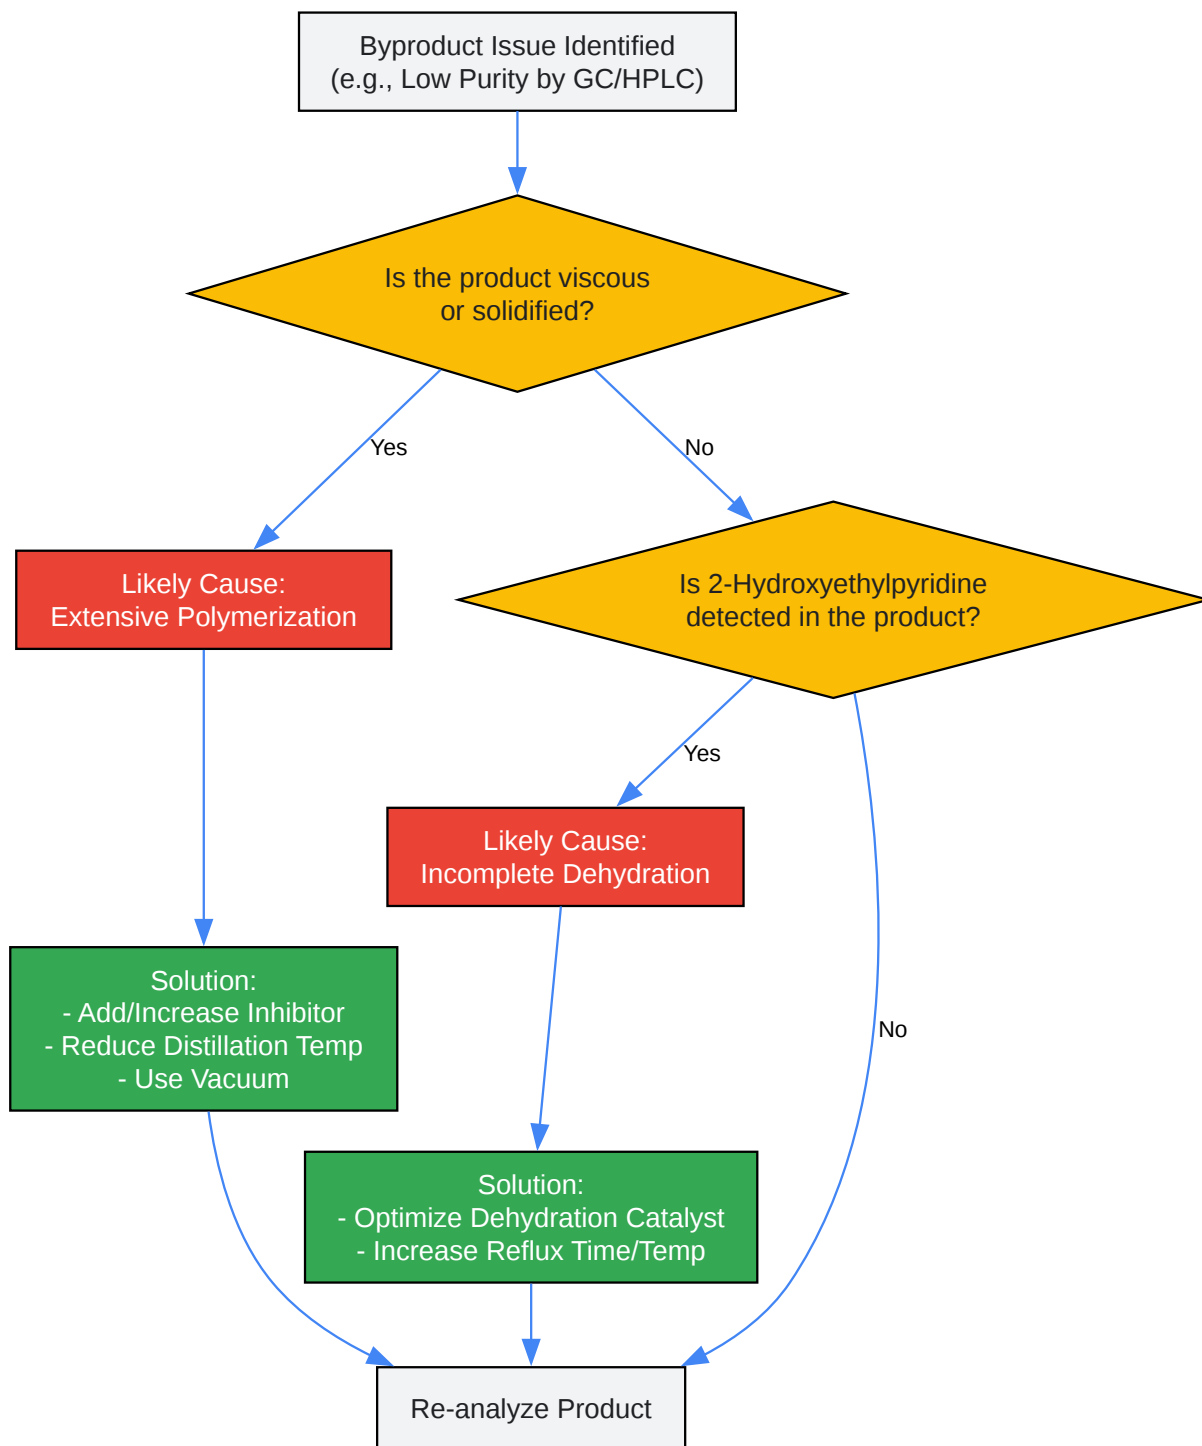 Byproduct Issue Identified
(e.g., Low Purity by GC/HPLC)
Is the product viscous
or solidified?
Yes
No
Likely Cause:
Extensive Polymerization
Is 2-Hydroxyethylpyridine
detected in the product?
Yes
Likely Cause:
Incomplete Dehydration
Solution:
- Add/Increase Inhibitor
- Reduce Distillation Temp
- Use Vacuum
No
Solution:
- Optimize Dehydration Catalyst
- Increase Reflux Time/Temp
Re-analyze Product